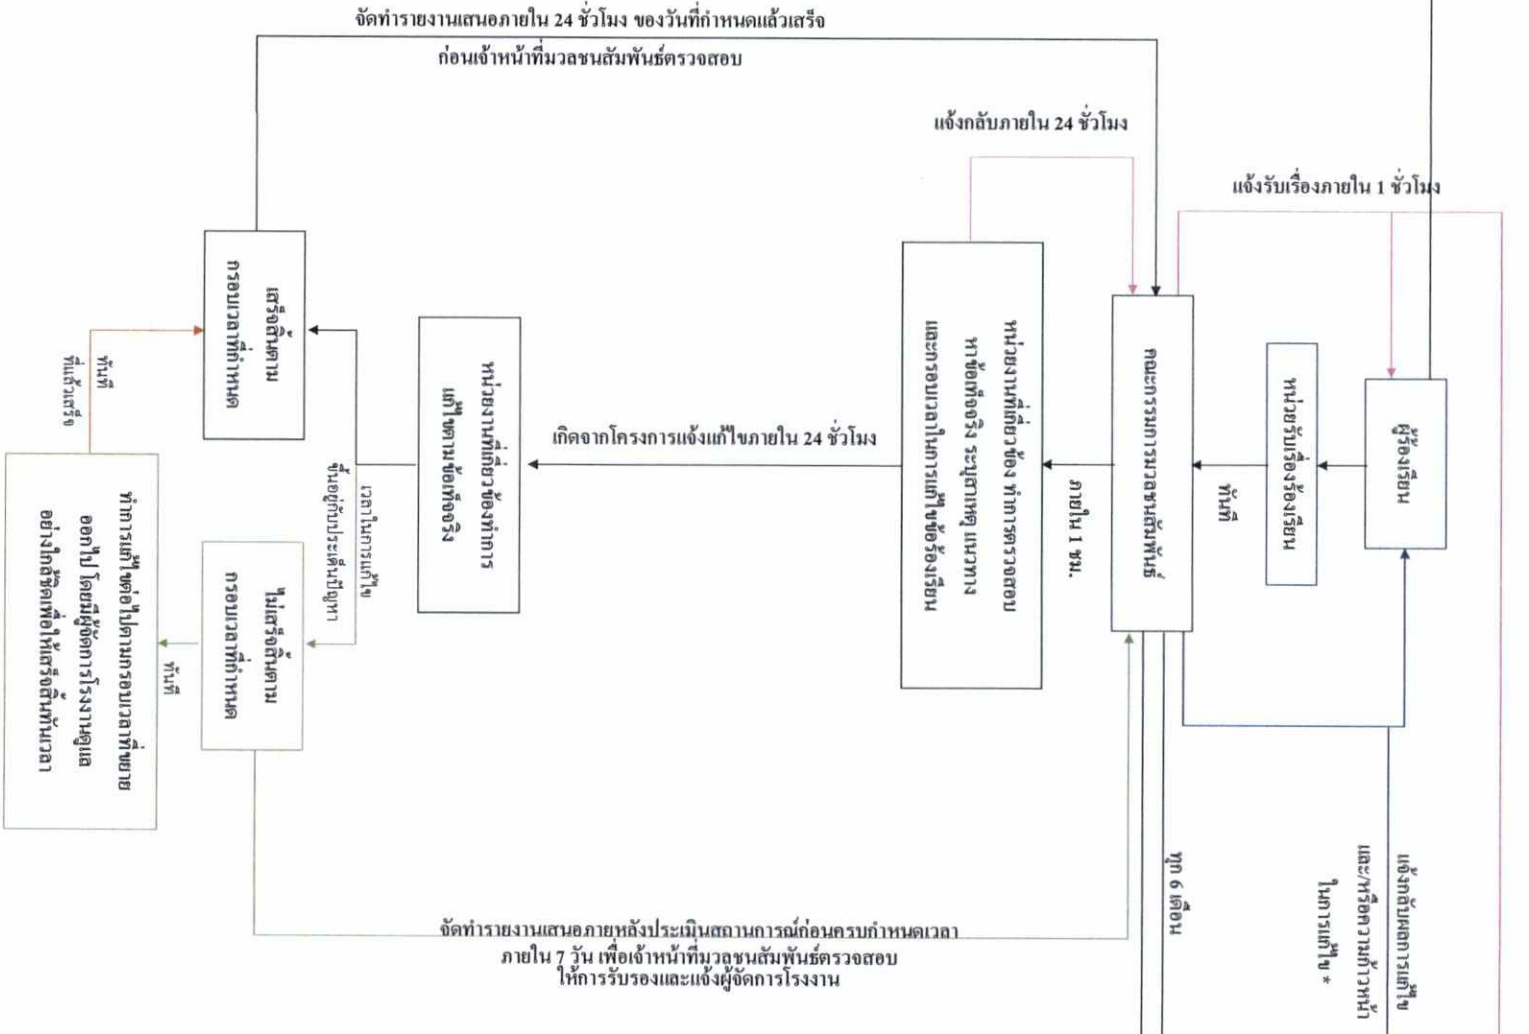 จัดทำรายงานเสนอภายใน 24 ชั่วโมง ของวันที่กำหนดแล้วเสร็จ
ก่อนเจ้าหน้าที่มวลชนสัมพันธ์ตรวจสอบ
แจ้งกลับภายใน 24 ชั่วโมง
แจ้งรับเรื่องภายใน 1 ชั่วโมง
ผู้ร้องเรียน
หน่วยรับเรื่องร้องเรียน
ทันที
คณะกรรมการมวลชนสัมพันธ์
ภายใน 1 ชม.
หน่วยงานที่เกี่ยวข้อง ทำการตรวจสอบ
หาข้อเท็จจริง ระบุสาเหตุ แนวทาง
และกรอบเวลาในการแก้ไขข้อร้องเรียน
เกิดจากโครงการแจ้งแก้ไขภายใน 24 ชั่วโมง
หน่วยงานที่เกี่ยวข้องทำการ
แก้ไขตามข้อเท็จจริง
เวลาในการแก้ไข
ขึ้นอยู่กับประเด็นปัญหา
เสร็จสิ้นตาม
กรอบเวลาที่กำหนด
ไม่เสร็จสิ้นตาม
กรอบเวลาที่กำหนด
ทันที
ทันที
ที่แล้วเสร็จ
ทำการแก้ไขต่อไปตามกรอบเวลาที่ขยาย
ออกไป โดยมีผู้จัดการโรงงานดูแล
อย่างใกล้ชิดเพื่อให้เสร็จสิ้นทันเวลา
จัดทำรายงานเสนอภายหลังประเมินสถานการณ์ก่อนครบกำหนดเวลา
ภายใน 7 วัน เพื่อเจ้าหน้าที่มวลชนสัมพันธ์ตรวจสอบ
ให้การรับรองและแจ้งผู้จัดการโรงงาน
ทุก 6 เดือน
แจ้งกลับผลการแก้ไข
และ/หรือความก้าวหน้า
ในการแก้ไข *